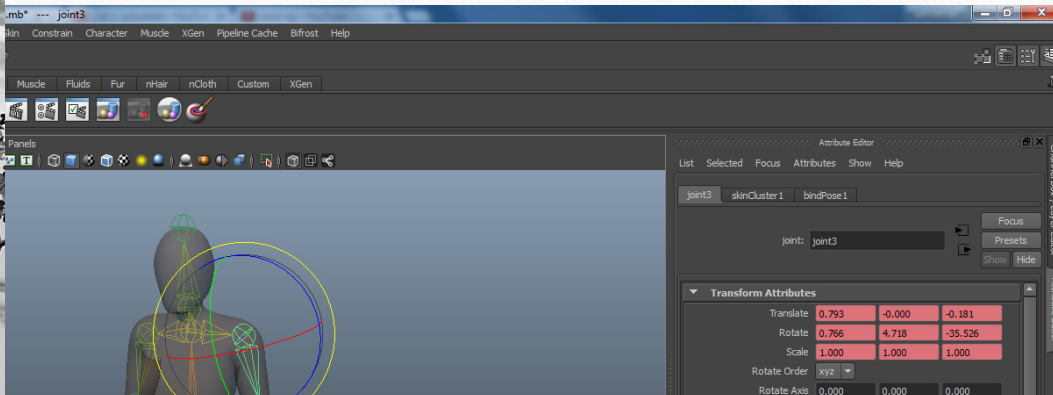 .mb* --- joint3
Skin Constrain Character Muscle XGen Pipeline Cache Bifrost Help
Muscle Fluids Fur nHair nCloth Custom XGen
Panels
Attribute Editor
List Selected Focus Attributes Show Help
joint3 skinCluster1 bindPose1
Focus
joint: joint3
Presets
Show Hide
Transform Attributes
Translate 0.793 -0.000 -0.181
Rotate 0.766 4.718 -35.526
Scale 1.000 1.000 1.000
Rotate Order xyz
Rotate Axis 0.000 0.000 0.000